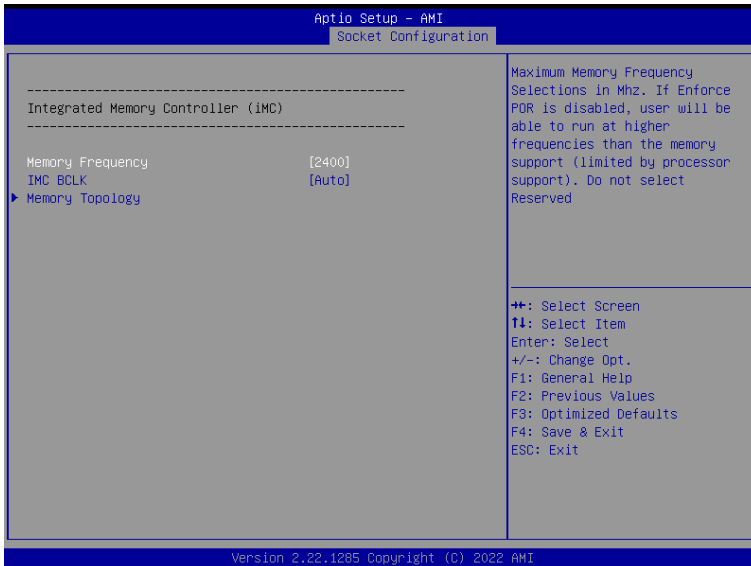 Aptio Setup – AMI
Socket Configuration
--------------------------------------------------
Integrated Memory Controller (iMC)
--------------------------------------------------
Memory Frequency [2400]
IMC BCLK [Auto]
Memory Topology
Maximum Memory Frequency
Selections in Mhz. If Enforce
POR is disabled, user will be
able to run at higher
frequencies than the memory
support (limited by processor
support). Do not select
Reserved
→←: Select Screen
↑↓: Select Item
Enter: Select
+/-: Change Opt.
F1: General Help
F2: Previous Values
F3: Optimized Defaults
F4: Save & Exit
ESC: Exit
Version 2.22.1285 Copyright (C) 2022 AMI